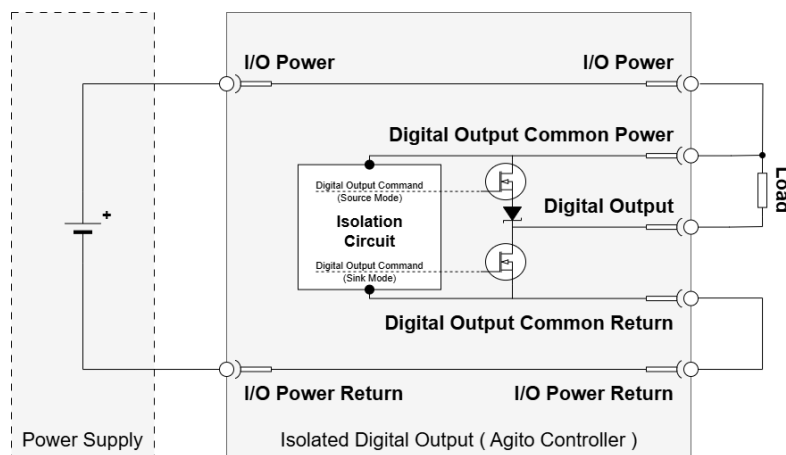 I/O Power
I/O Power
Digital Output Common Power
Digital Output Command
(Source Mode)
Isolation
Circuit
Digital Output
Load
Digital Output Command
(Sink Mode)
Digital Output Common Return
I/O Power Return
I/O Power Return
Power Supply
Isolated Digital Output ( Agito Controller )
+